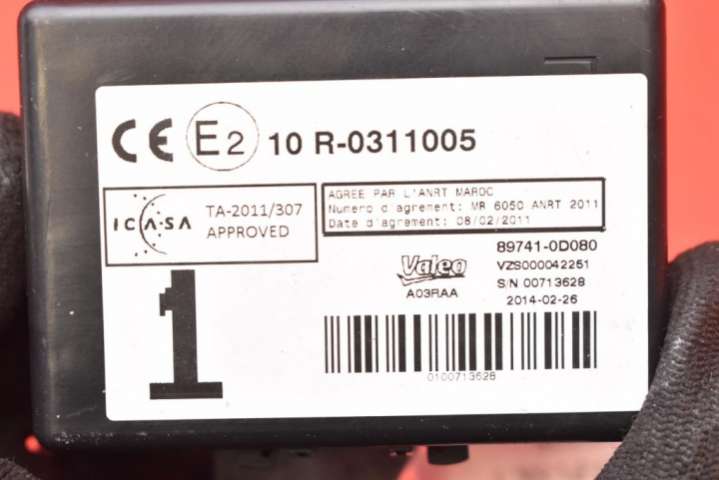 CE E2 10 R-0311005
ICASA
TA-2011/307
APPROVED
AGREE PAR L'ANRT MAROC
Numero d'agrement: MR 6050 ANRT 2011
Date d'agrement: 08/02/2011
89741-0D080
Valeo
VZS000042251
A03RAA
S/N 00713628
2014-02-26
1
0100713628